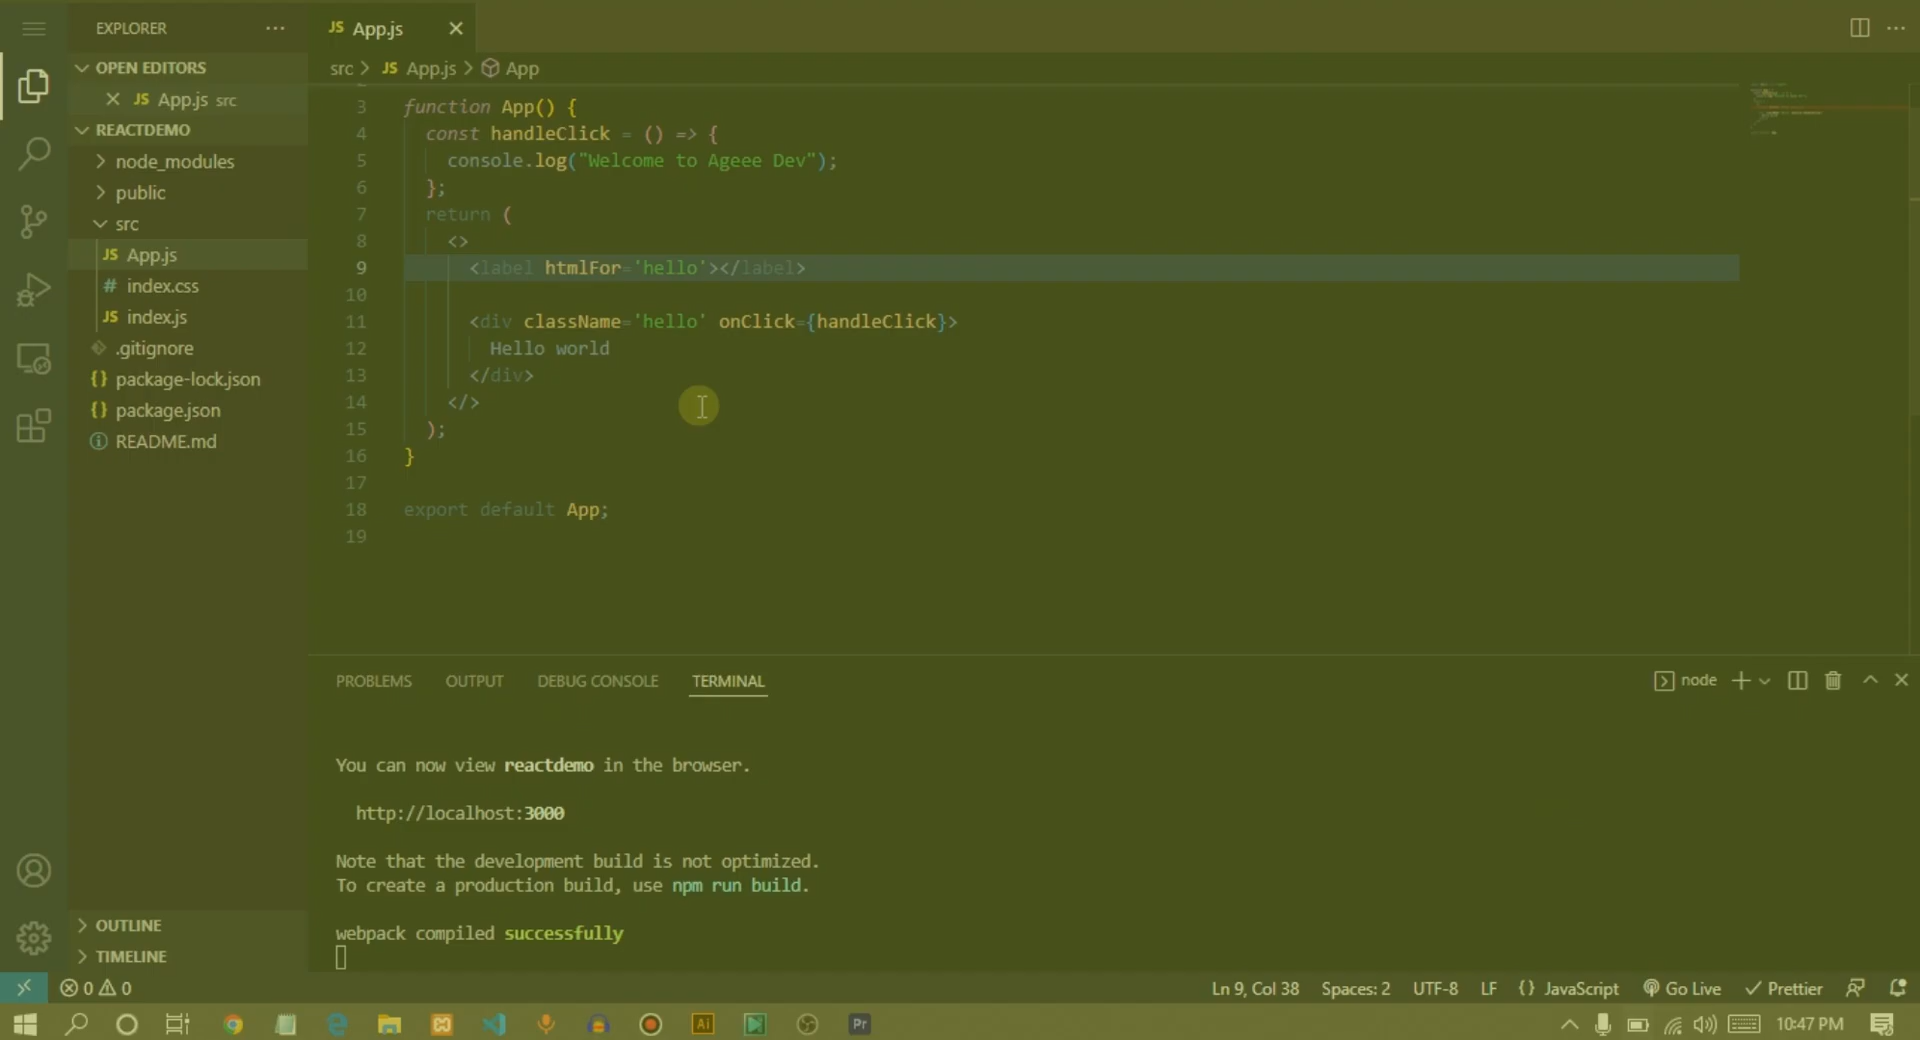 EXPLORER
JS App.js
OPEN EDITORS
JS App.js src
REACTDEMO
node_modules
public
src
JS App.js
# index.css
JS index.js
.gitignore
{} package-lock.json
{} package.json
README.md
OUTLINE
TIMELINE
src > JS App.js > App
3 function App() {
4 const handleClick = () => {
5 console.log("Welcome to Ageee Dev");
6 };
7 return (
8 <>
9 <label htmlFor='hello'></label>
10
11 <div className='hello' onClick={handleClick}>
12 Hello world
13 </div>
14 </>
15 );
16 }
17
18 export default App;
19
PROBLEMS OUTPUT DEBUG CONSOLE TERMINAL
node
You can now view reactdemo in the browser.
http://localhost:3000
Note that the development build is not optimized.
To create a production build, use npm run build.
webpack compiled successfully
0 0
Ln 9, Col 38 Spaces: 2 UTF-8 LF {} JavaScript Go Live Prettier
Ai Pr
10:47 PM